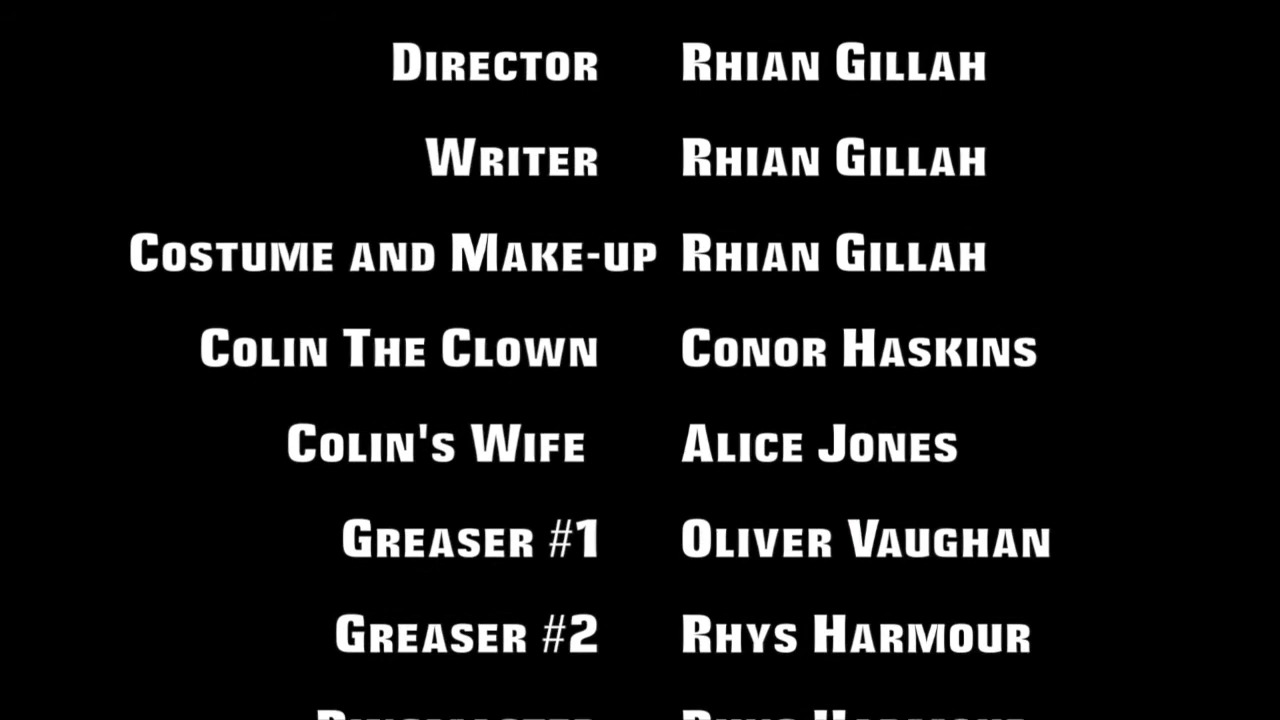 Director Rhian Gillah
Writer Rhian Gillah
Costume and Make-up Rhian Gillah
Colin The Clown Conor Haskins
Colin's Wife Alice Jones
Greaser #1 Oliver Vaughan
Greaser #2 Rhys Harmour